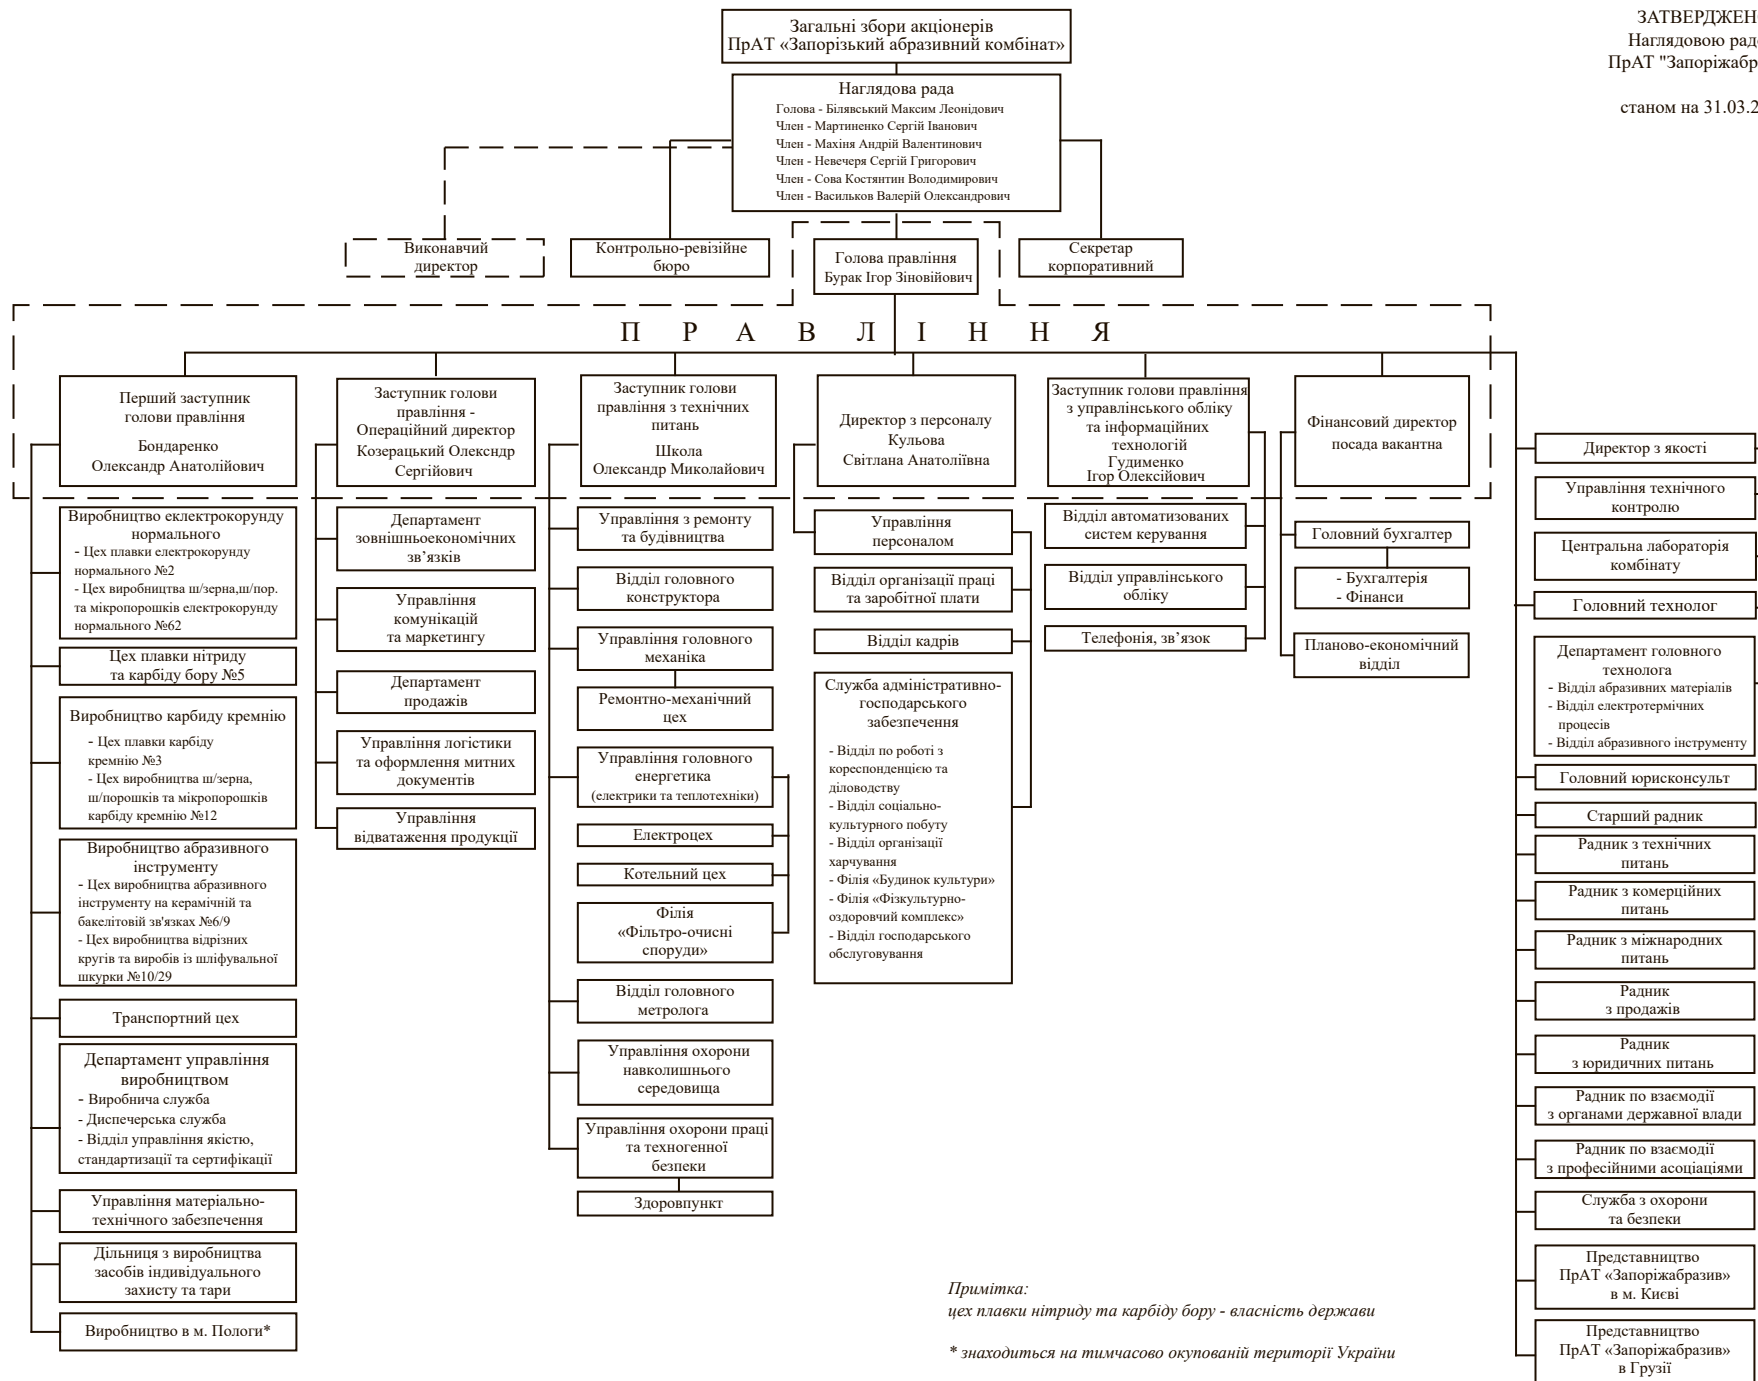 Загальні збори акціонерів
ПрАТ «Запорізький абразивний комбінат»
Наглядова рада
Голова - Білявський Максим Леонідович
Член - Мартиненко Сергій Іванович
Член - Махіня Андрій Валентинович
Член - Невечеря Сергій Григорович
Член - Сова Костянтин Володимирович
Член - Васильков Валерій Олександрович
ЗАТВЕРДЖЕН
Наглядовою рад
ПрАТ "Запоріжабр
станом на 31.03.2
Виконавчий
директор
Контрольно-ревізійне
бюро
Голова правління
Бурак Ігор Зіновійович
Секретар
корпоративний
П Р А В Л І Н Н Я
Перший заступник
голови правління
Бондаренко
Олександр Анатолійович
Заступник голови
правління -
Операційний директор
Козерацький Олексндр
Сергійович
Заступник голови
правління з технічних
питань
Школа
Олександр Миколайович
Директор з персоналу
Кульова
Світлана Анатоліївна
Заступник голови правління
з управлінського обліку
та інформаційних
технологій
Гудименко
Ігор Олексійович
Фінансовий директор
посада вакантна
Виробництво еклектрокорунду
нормального
- Цех плавки електрокорунду
нормального №2
- Цех виробництва ш/зерна,ш/пор.
та мікропорошків електрокорунду
нормального №62
Цех плавки нітриду
та карбіду бору №5
Виробництво карбиду кремнію
- Цех плавки карбіду
кремнію №3
- Цех виробництва ш/зерна,
ш/порошків та мікропорошків
карбіду кремнію №12
Виробництво абразивного
інструменту
- Цех виробництва абразивного
інструменту на керамічній та
бакелітовій зв'язках №6/9
- Цех виробництва відрізних
кругів та виробів із шліфувальної
шкурки №10/29
Транспортний цех
Департамент управління
виробництвом
- Виробнича служба
- Диспечерська служба
- Відділ управління якістю,
стандартизації та сертифікації
Управління матеріально-
технічного забезпечення
Дільниця з виробництва
засобів індивідуального
захисту та тари
Виробництво в м. Пологи*
Департамент
зовнішньоекономічних
зв’язків
Управління
комунікацій
та маркетингу
Департамент
продажів
Управління логістики
та оформлення митних
документів
Управління
відватаження продукції
Управління з ремонту
та будівництва
Відділ головного
конструктора
Управління головного
механіка
Ремонтно-механічний
цех
Управління головного
енергетика
(електрики та теплотехніки)
Електроцех
Котельний цех
Філія
«Фільтро-очисні
споруди»
Відділ головного
метролога
Управління охорони
навколишнього
середовища
Управління охорони праці
та техногенної
безпеки
Здоровпункт
Управління
персоналом
Відділ організації праці
та заробітної плати
Відділ кадрів
Служба адміністративно-
господарського
забезпечення
- Відділ по роботі з
кореспонденцією та
діловодству
- Відділ соціально-
культурного побуту
- Відділ організації
харчування
- Філія «Будинок культури»
- Філія «Фізкультурно-
оздоровчий комплекс»
- Відділ господарського
обслуговування
Відділ автоматизованих
систем керування
Відділ управлінського
обліку
Телефонія, зв’язок
Головний бухгалтер
- Бухгалтерія
- Фінанси
Планово-економічний
відділ
Директор з якості
Управління технічного
контролю
Центральна лабораторія
комбінату
Головний технолог
Департамент головного
технолога
- Відділ абразивних матеріалів
- Відділ електротермічних
процесів
- Відділ абразивного інструменту
Головний юрисконсульт
Старший радник
Радник з технічних
питань
Радник з комерційних
питань
Радник з міжнародних
питань
Радник
з продажів
Радник
з юридичних питань
Радник по взаємодії
з органами державної влади
Радник по взаємодії
з професійними асоціаціями
Служба з охорони
та безпеки
Представництво
ПрАТ «Запоріжабразив»
в м. Києві
Представництво
ПрАТ «Запоріжабразив»
в Грузії
Примітка:
цех плавки нітриду та карбіду бору - власність держави
* знаходиться на тимчасово окупованій території України